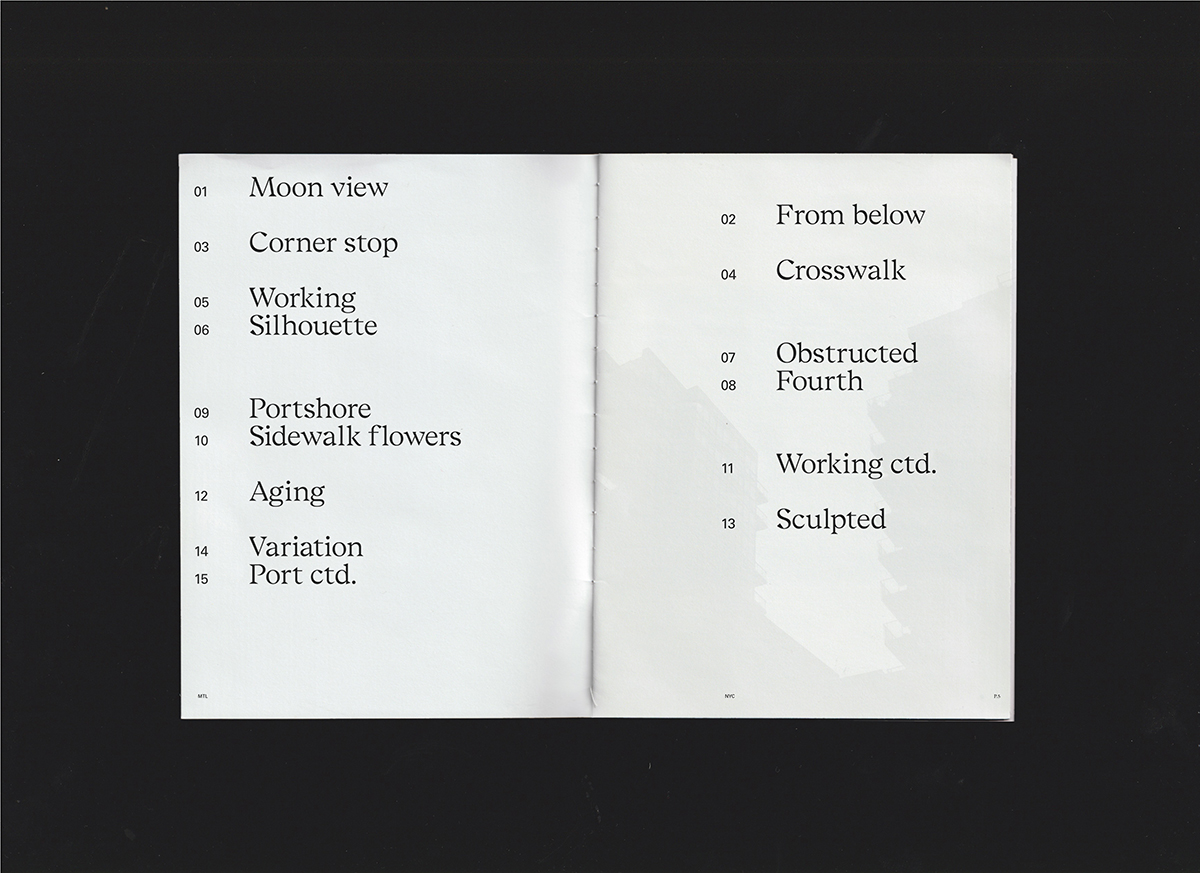 01 Moon view
03 Corner stop
05 Working
06 Silhouette
09 Portshore
10 Sidewalk flowers
12 Aging
14 Variation
15 Port ctd.
MTL
02 From below
04 Crosswalk
07 Obstructed
08 Fourth
11 Working ctd.
13 Sculpted
NYC
P.5